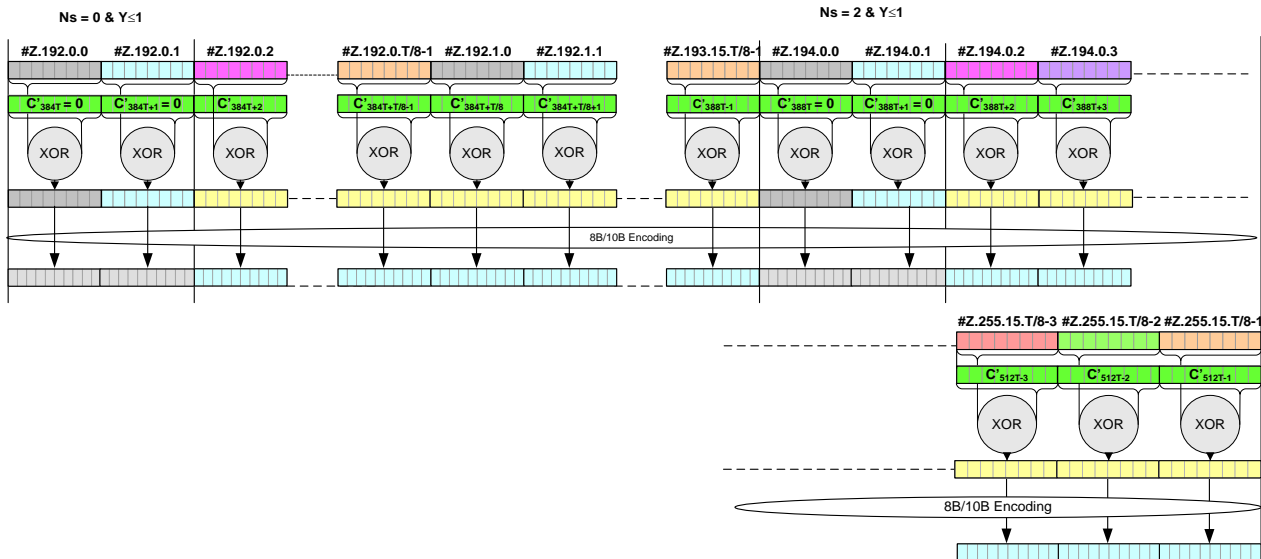 Ns = 0 & Y≤1
Ns = 2 & Y≤1
#Z.192.0.0 #Z.192.0.1 #Z.192.0.2 #Z.192.0.T/8-1 #Z.192.1.0 #Z.192.1.1 #Z.193.15.T/8-1 #Z.194.0.0 #Z.194.0.1 #Z.194.0.2 #Z.194.0.3
C'384T = 0 C'384T+1 = 0 C'384T+2 C'384T+T/8-1 C'384T+T/8 C'384T+T/8+1 C'388T-1 C'388T = 0 C'388T+1 = 0 C'388T+2 C'388T+3
XOR XOR XOR XOR XOR XOR XOR XOR XOR XOR XOR
8B/10B Encoding
#Z.255.15.T/8-3 #Z.255.15.T/8-2 #Z.255.15.T/8-1
C'512T-3 C'512T-2 C'512T-1
XOR XOR XOR
8B/10B Encoding